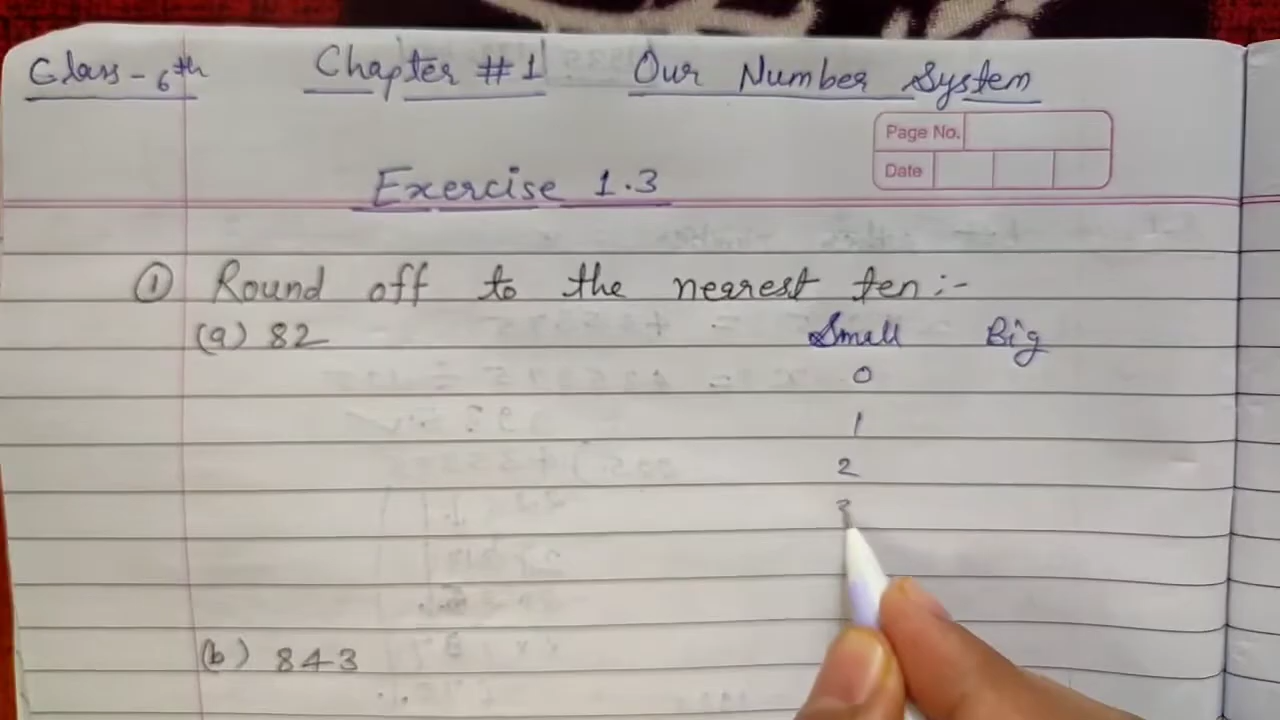 Class - 6th Chapter # 1 Our Number System
Page No.
Date
Exercise 1.3
① Round off to the nearest ten :-
(a) 82 Small Big
0
1
2
3
(b) 843